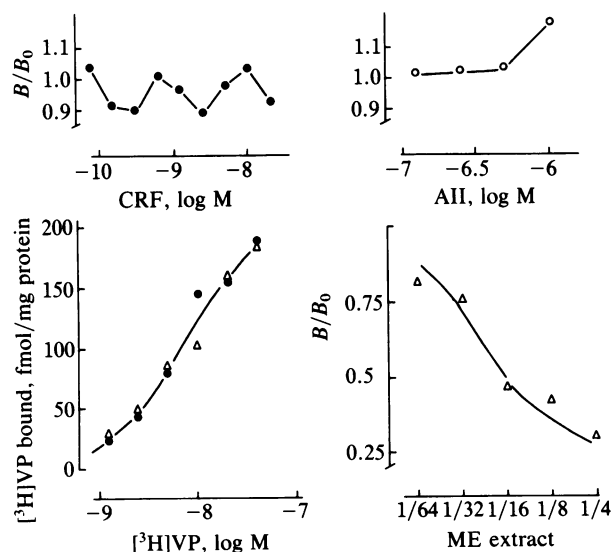 B/B₀
1.1
1.0
0.9
−10 −9 −8
CRF, log M
1.1
1.0
0.9
−7 −6.5 −6
AII, log M
[³H]VP bound, fmol/mg protein
200
150
100
50
0
−9 −8 −7
[³H]VP, log M
B/B₀
0.75
0.5
0.25
1/64 1/32 1/16 1/8 1/4
ME extract